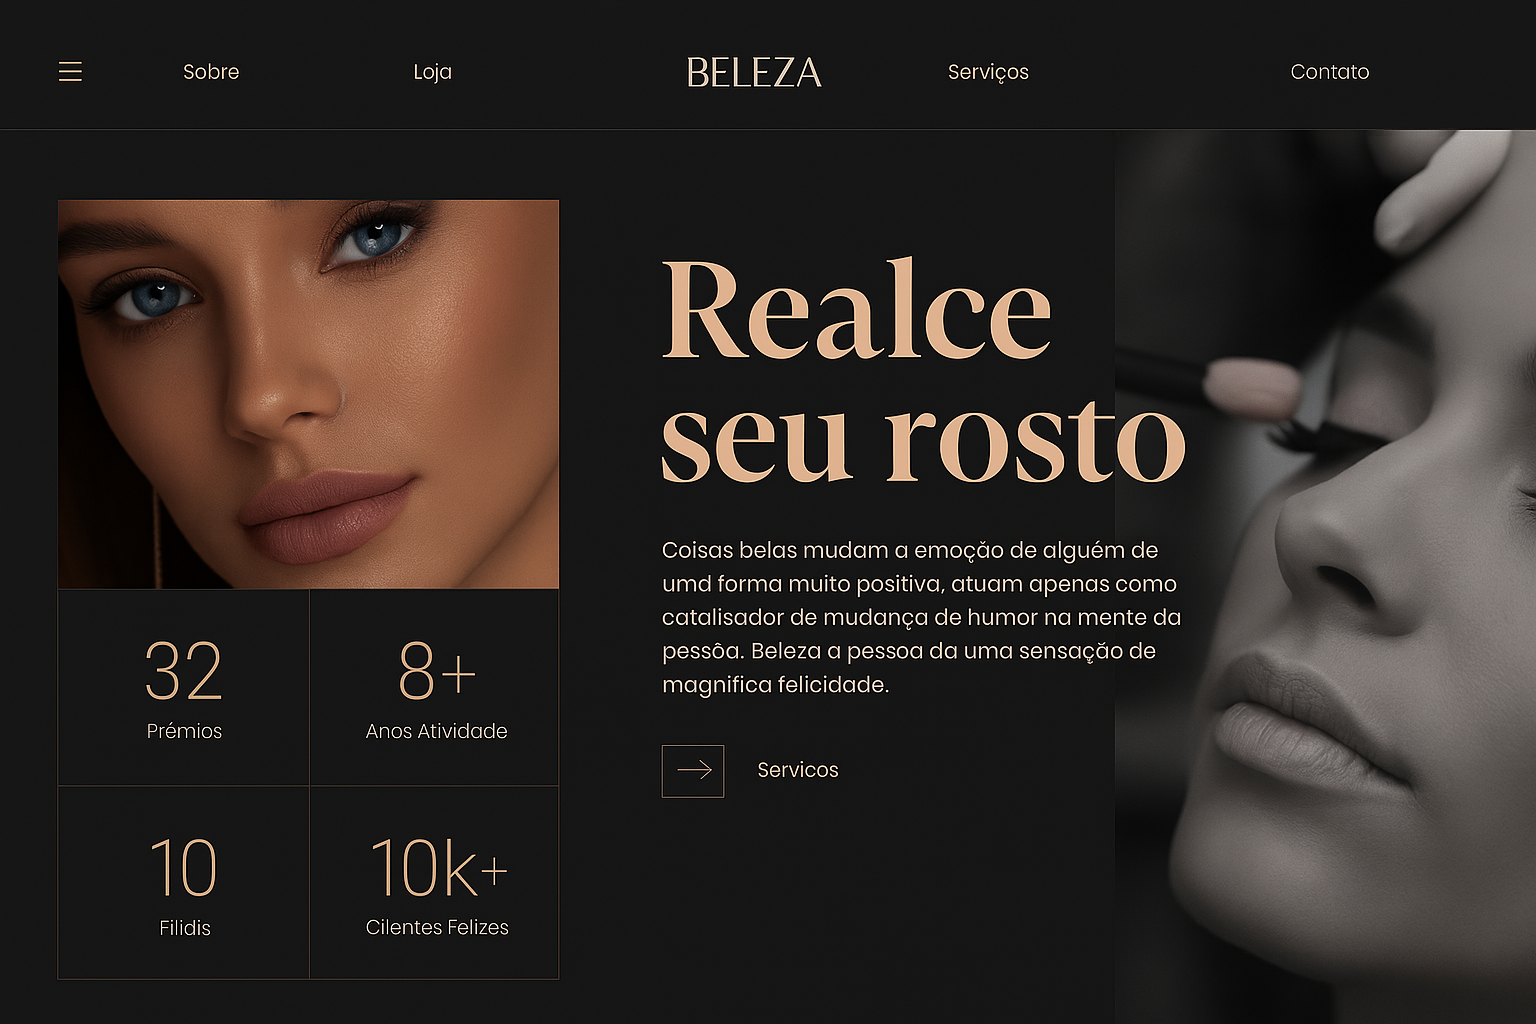 Sobre
Loja
BELEZA
Serviços
Contato
Realce
seu rosto
Coisas belas mudam a emoção de alguém de
umd forma muito positiva, atuam apenas como
catalisador de mudança de humor na mente da
pessôa. Beleza a pessoa da uma sensação de
magnifica felicidade.
Servicos
32
Prémios
8+
Anos Atividade
10
Filidis
10k+
Cilentes Felizes